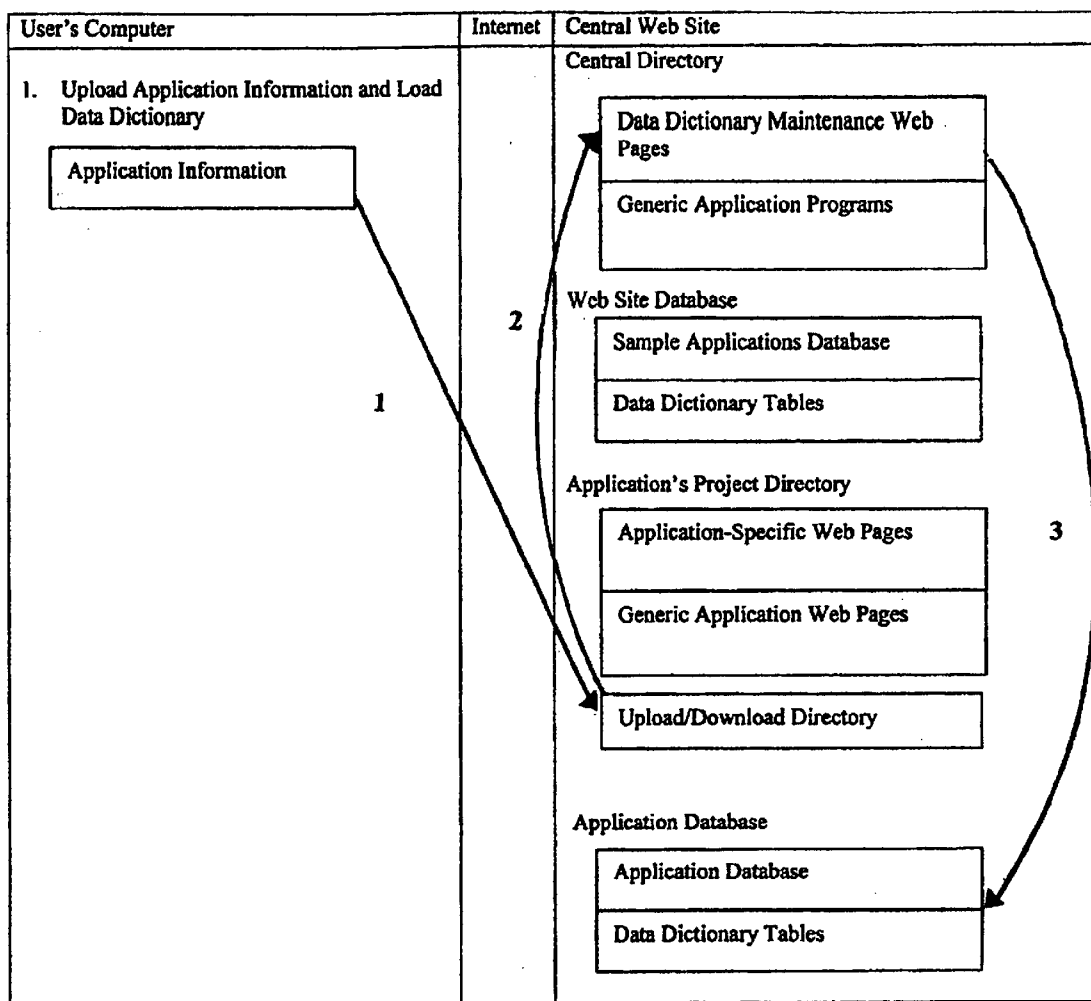 User's Computer
Internet
Central Web Site
Central Directory
1. Upload Application Information and Load
Data Dictionary
Application Information
Data Dictionary Maintenance Web
Pages
Generic Application Programs
Web Site Database
Sample Applications Database
Data Dictionary Tables
2
1
Application's Project Directory
Application-Specific Web Pages
3
Generic Application Web Pages
Upload/Download Directory
Application Database
Application Database
Data Dictionary Tables